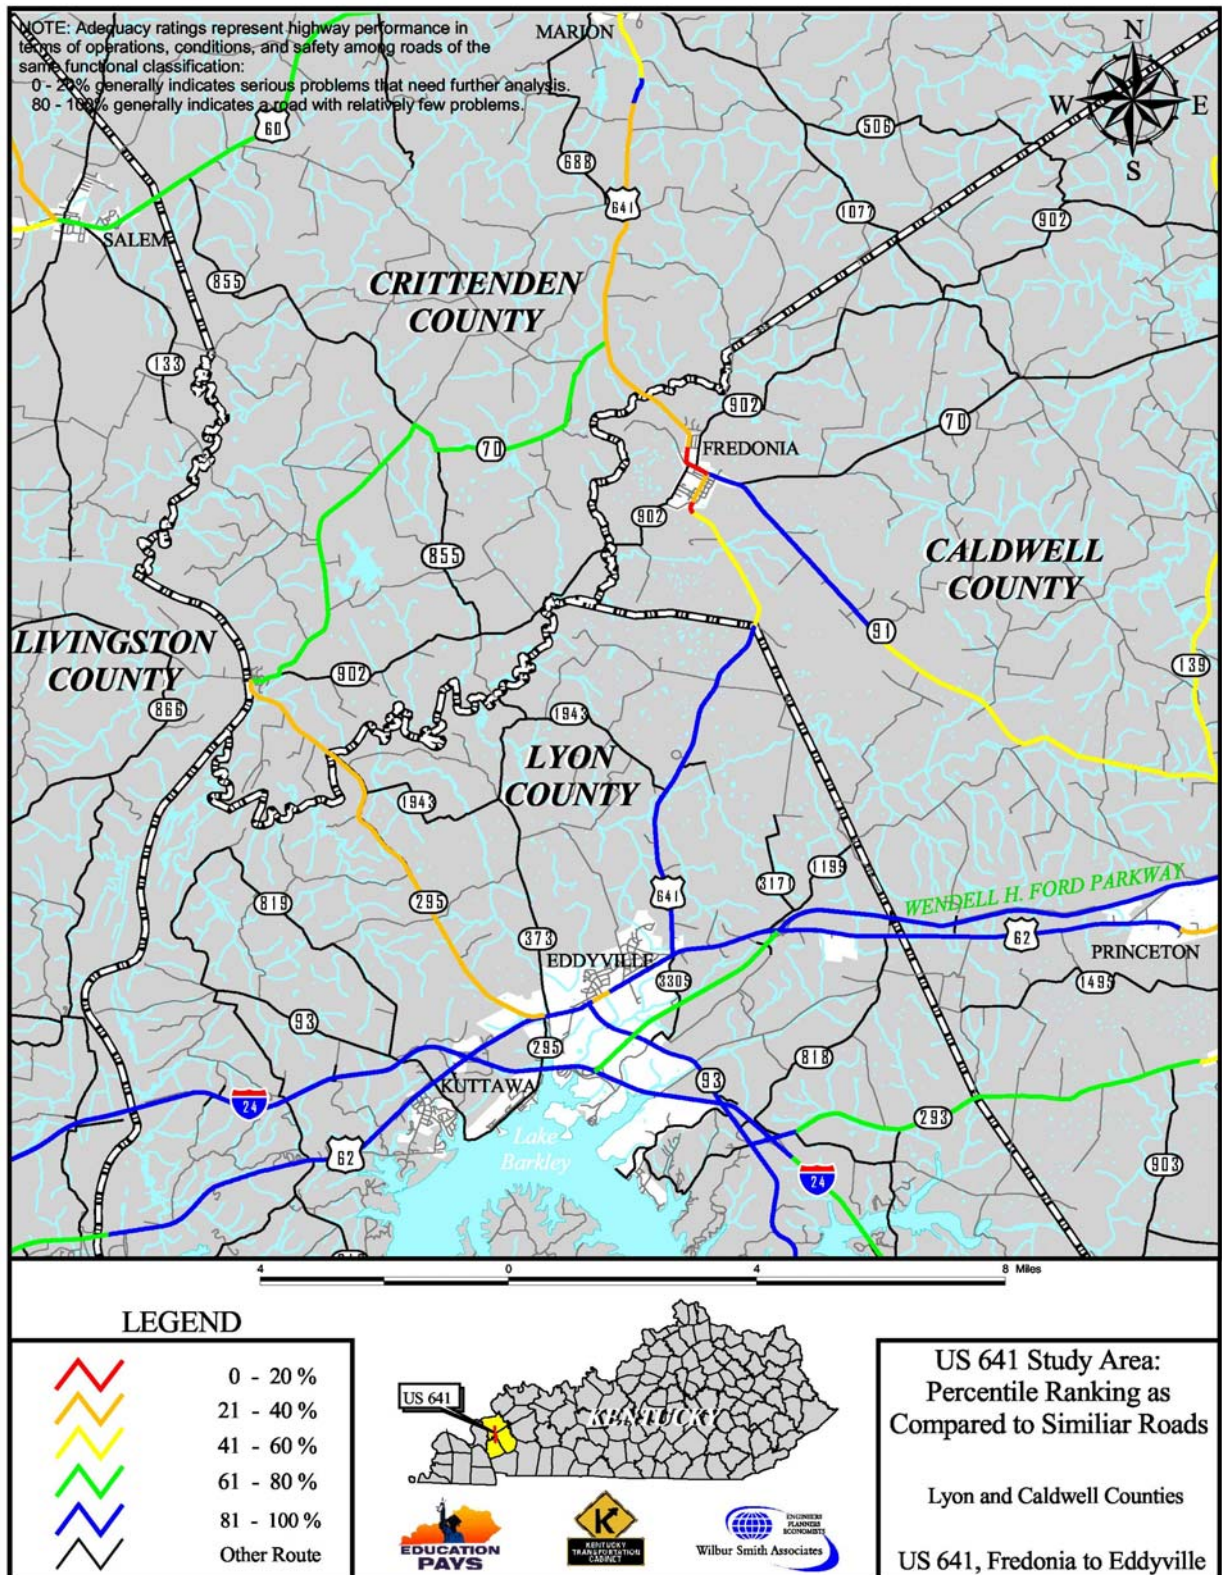 NOTE: Adequacy ratings represent highway performance in
terms of operations, conditions, and safety among roads of the
same functional classification:
0 - 20% generally indicates serious problems that need further analysis.
80 - 100% generally indicates a road with relatively few problems.
MARION
N
W
E
S
60
688
506
641
1077
902
SALEM
855
CRITTENDEN
COUNTY
133
902
70
FREDONIA
70
902
855
CALDWELL
COUNTY
91
LIVINGSTON
COUNTY
902
139
866
1943
LYON
COUNTY
1943
1199
3171
WENDELL H. FORD PARKWAY
641
819
295
373
62
EDDYVILLE
PRINCETON
3305
1495
93
295
818
KUTTAWA
93
24
293
Lake
Barkley
62
24
903
4
0
4
8 Miles
LEGEND
0 - 20 %
21 - 40 %
41 - 60 %
61 - 80 %
81 - 100 %
Other Route
US 641
KENTUCKY
EDUCATION
PAYS
KENTUCKY
TRANSPORTATION
CABINET
ENGINEERS
PLANNERS
ECONOMISTS
Wilbur Smith Associates
US 641 Study Area:
Percentile Ranking as
Compared to Similiar Roads
Lyon and Caldwell Counties
US 641, Fredonia to Eddyville